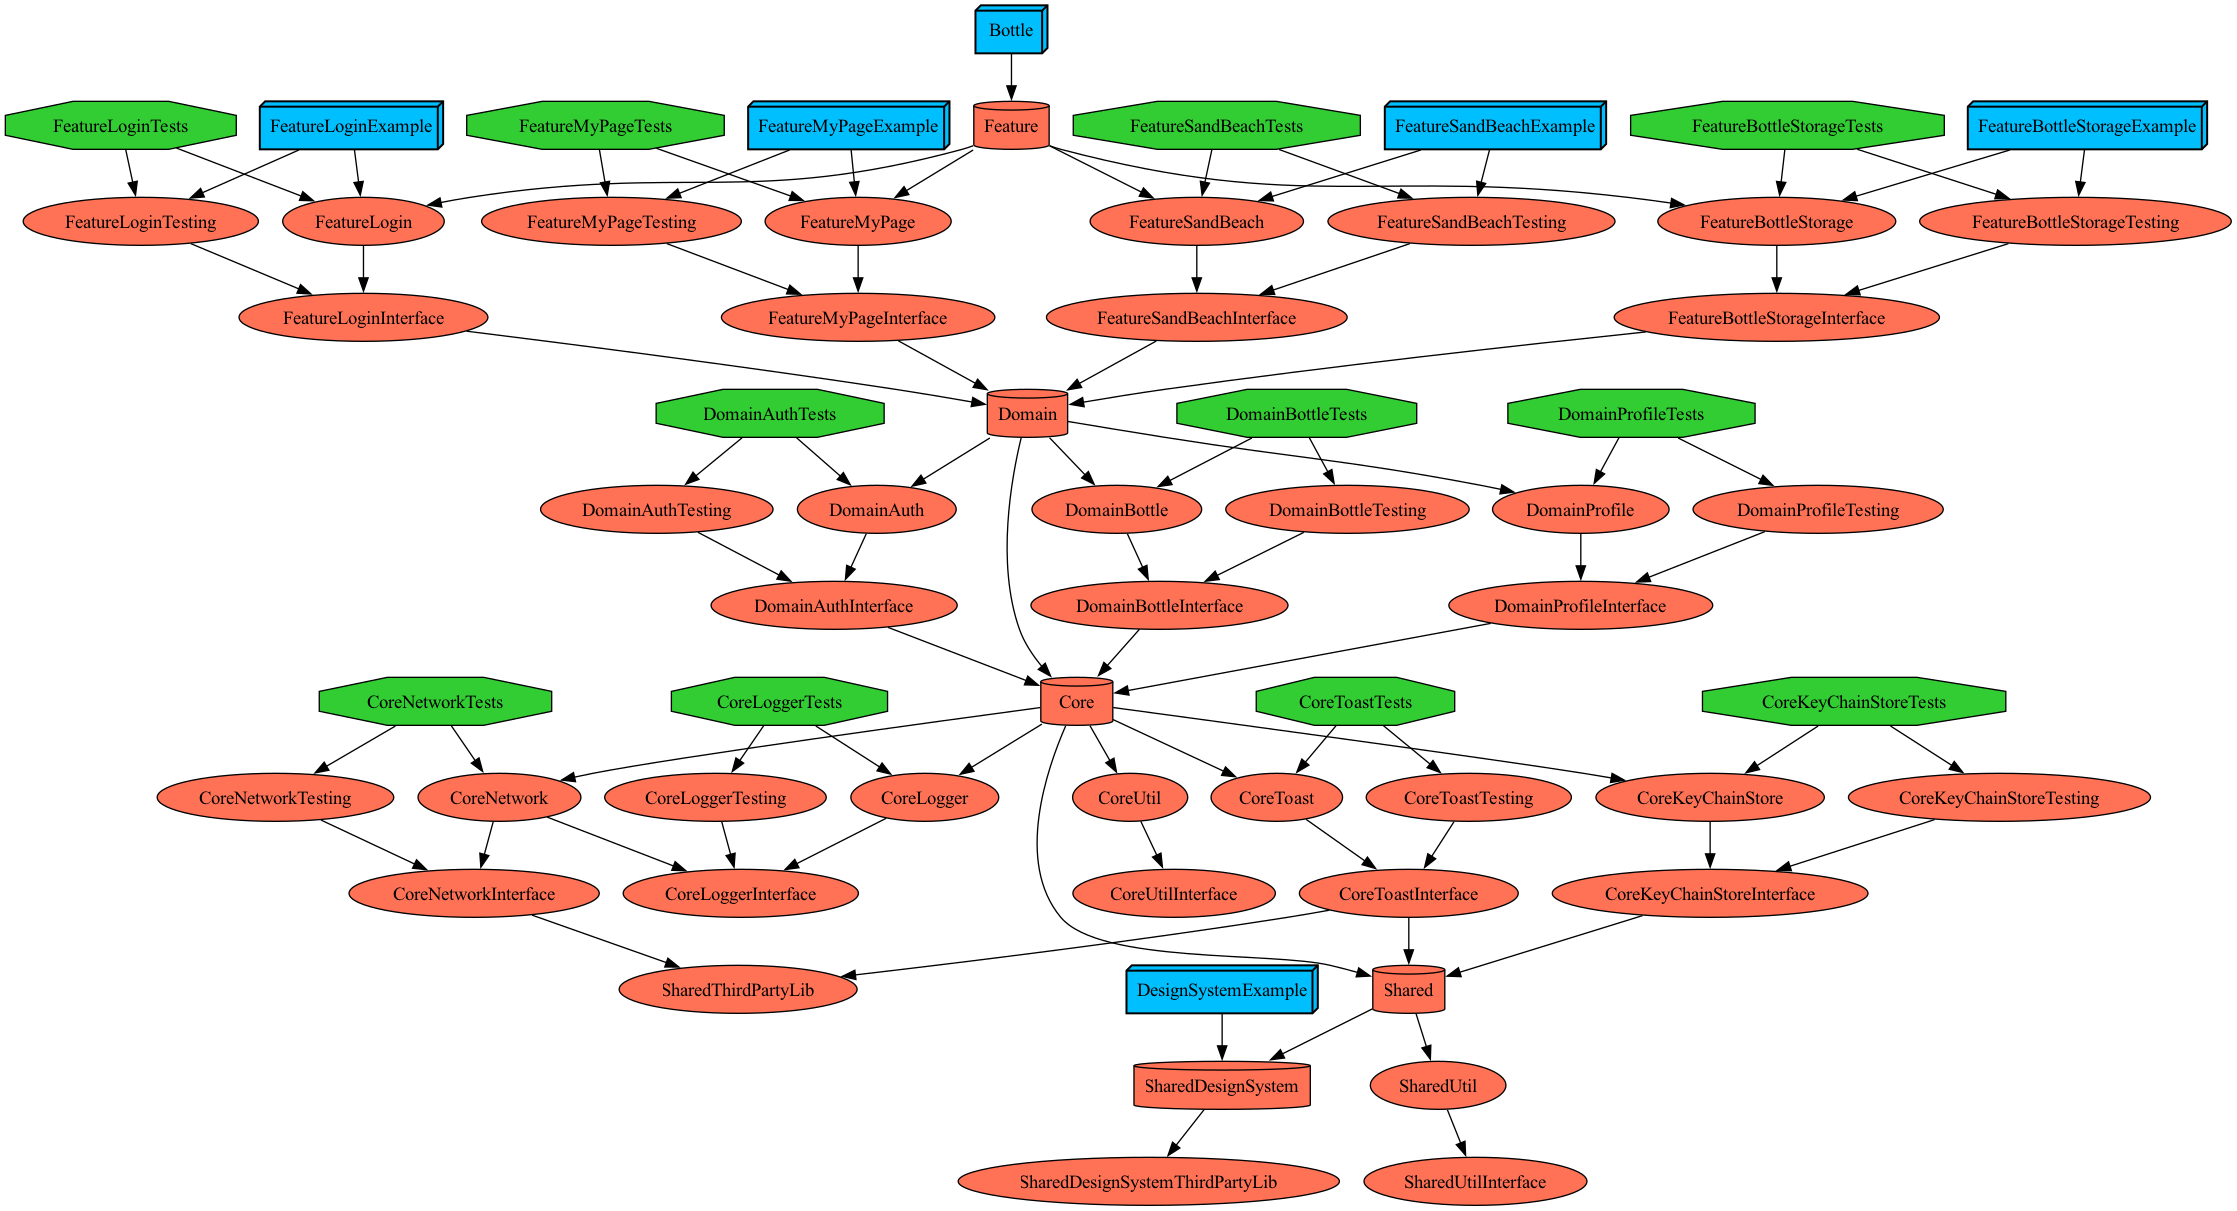 Bottle
FeatureLoginTests
FeatureLoginExample
FeatureMyPageTests
FeatureMyPageExample
Feature
FeatureSandBeachTests
FeatureSandBeachExample
FeatureBottleStorageTests
FeatureBottleStorageExample
FeatureLoginTesting
FeatureLogin
FeatureMyPageTesting
FeatureMyPage
FeatureSandBeach
FeatureSandBeachTesting
FeatureBottleStorage
FeatureBottleStorageTesting
FeatureLoginInterface
FeatureMyPageInterface
FeatureSandBeachInterface
FeatureBottleStorageInterface
DomainAuthTests
Domain
DomainBottleTests
DomainProfileTests
DomainAuthTesting
DomainAuth
DomainBottle
DomainBottleTesting
DomainProfile
DomainProfileTesting
DomainAuthInterface
DomainBottleInterface
DomainProfileInterface
CoreNetworkTests
CoreLoggerTests
Core
CoreToastTests
CoreKeyChainStoreTests
CoreNetworkTesting
CoreNetwork
CoreLoggerTesting
CoreLogger
CoreUtil
CoreToast
CoreToastTesting
CoreKeyChainStore
CoreKeyChainStoreTesting
CoreNetworkInterface
CoreLoggerInterface
CoreUtilInterface
CoreToastInterface
CoreKeyChainStoreInterface
SharedThirdPartyLib
DesignSystemExample
Shared
SharedDesignSystem
SharedUtil
SharedDesignSystemThirdPartyLib
SharedUtilInterface